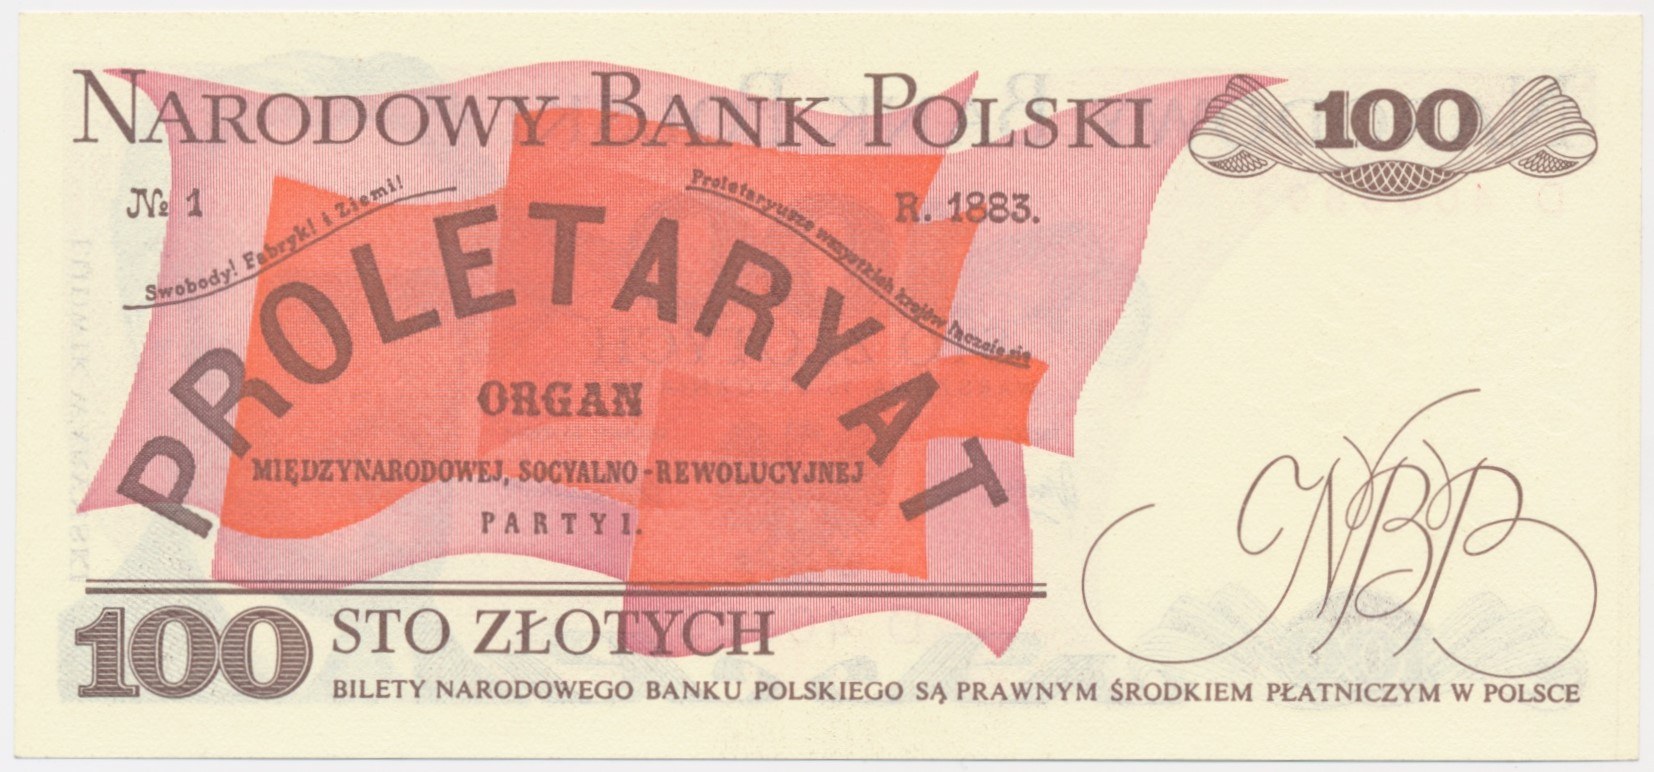 NARODOWY BANK POLSKI
100
№ 1
R. 1883.
Swobody! Fabryk! i Ziemi!
Proletaryusze wszystkich krajów łączcie się
PROLETARYAT
ORGAN
MIĘDZYNARODOWEJ, SOCYALNO-REWOLUCYJNEJ
PARTYI.
NBP
100 STO ZŁOTYCH
BILETY NARODOWEGO BANKU POLSKIEGO SĄ PRAWNYM ŚRODKIEM PŁATNICZYM W POLSCE